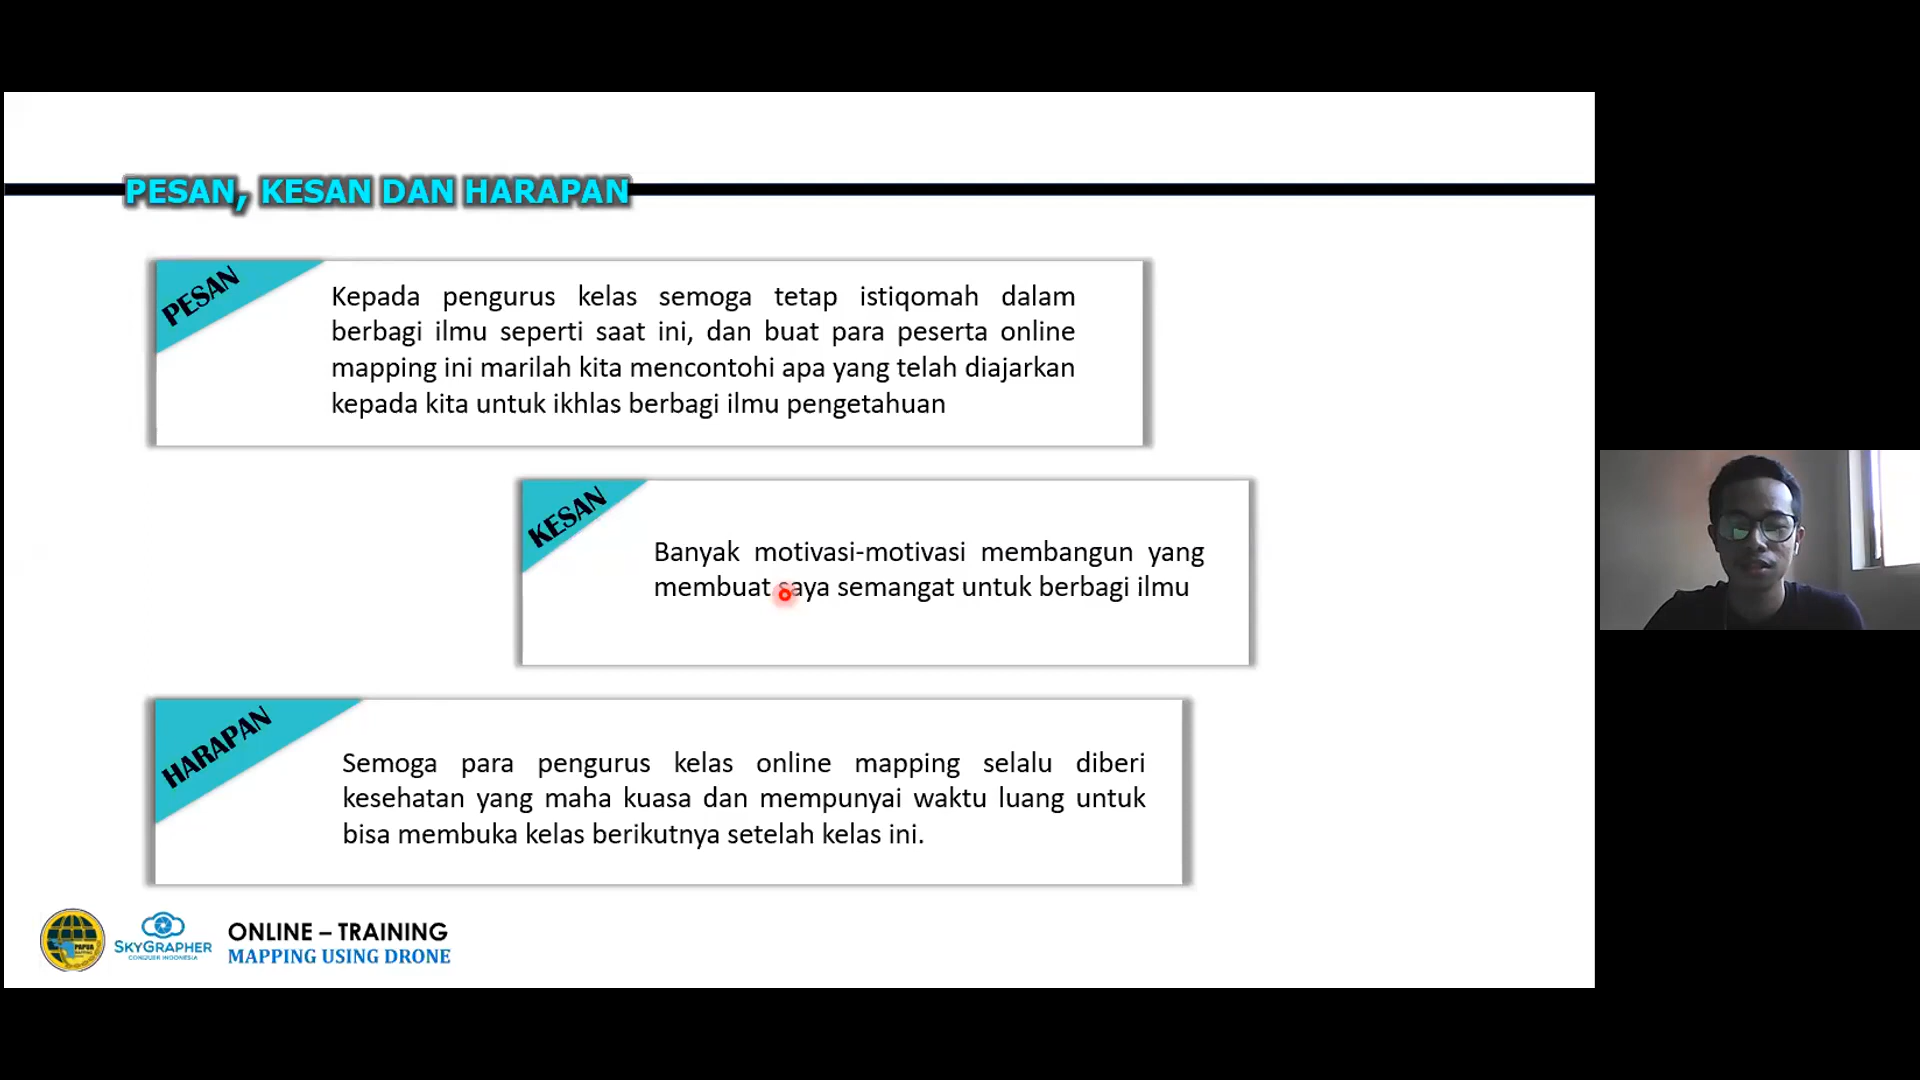 PESAN, KESAN DAN HARAPAN
PESAN
Kepada pengurus kelas semoga tetap istiqomah dalam
berbagi ilmu seperti saat ini, dan buat para peserta online
mapping ini marilah kita mencontohi apa yang telah diajarkan
kepada kita untuk ikhlas berbagi ilmu pengetahuan
KESAN
Banyak motivasi-motivasi membangun yang
membuat saya semangat untuk berbagi ilmu
HARAPAN
Semoga para pengurus kelas online mapping selalu diberi
kesehatan yang maha kuasa dan mempunyai waktu luang untuk
bisa membuka kelas berikutnya setelah kelas ini.
PAPUA
SKYGRAPHER
CONQUER INDONESIA
ONLINE – TRAINING
MAPPING USING DRONE